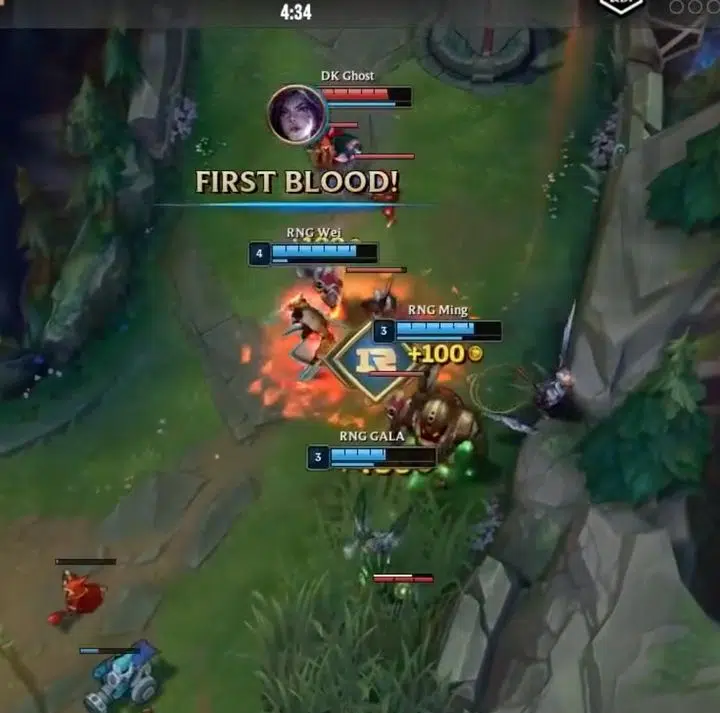 4:34
DK Ghost
FIRST BLOOD!
RNG Wei
4
RNG Ming
3
+100
RNG GALA
3